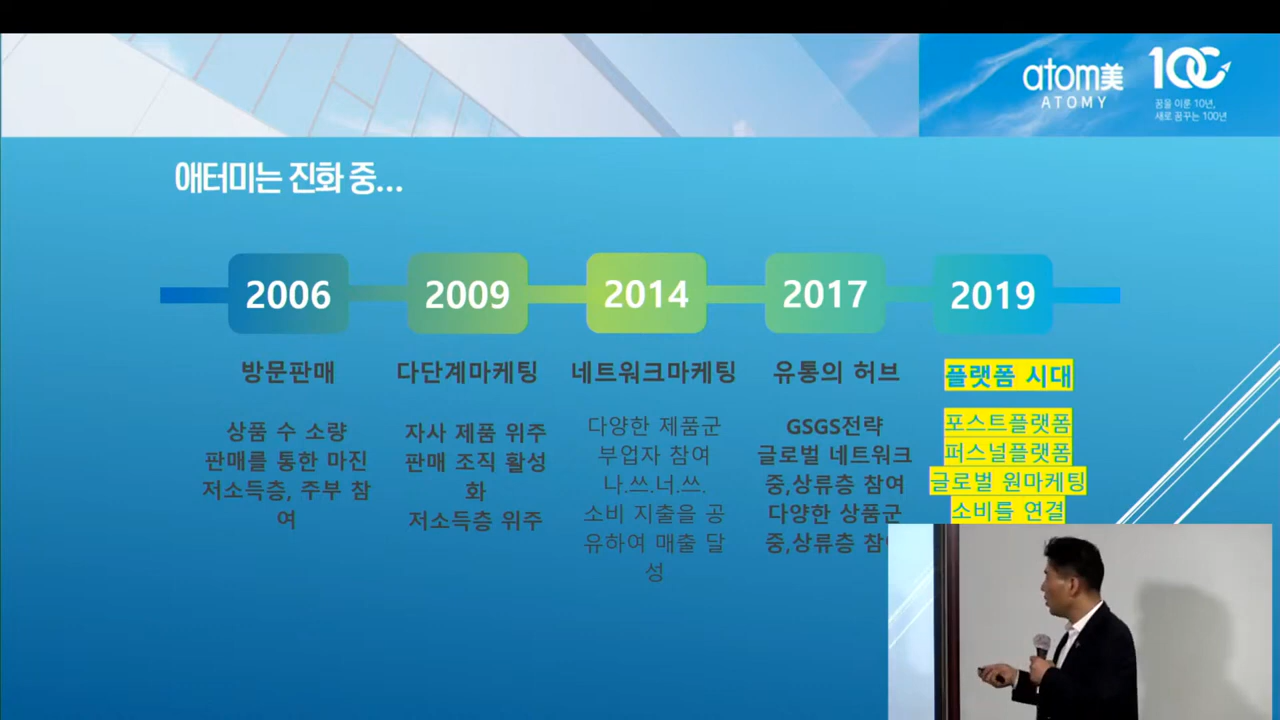 atom美
ATOMY
100
꿈을 이룬 10년,
새로 꿈꾸는 100년
애터미는 진화 중...
2006
2009
2014
2017
2019
방문판매
다단계마케팅
네트워크마케팅
유통의 허브
플랫폼 시대
상품 수 소량
판매를 통한 마진
저소득층, 주부 참
여
자사 제품 위주
판매 조직 활성
화
저소득층 위주
다양한 제품군
부업자 참여
나.쓰.너.쓰.
소비 지출을 공
유하여 매출 달
성
GSGS전략
글로벌 네트워크
중,상류층 참여
다양한 상품군
중,상류층
포스트플랫폼
퍼스널플랫폼
글로벌 원마케팅
소비를 연결